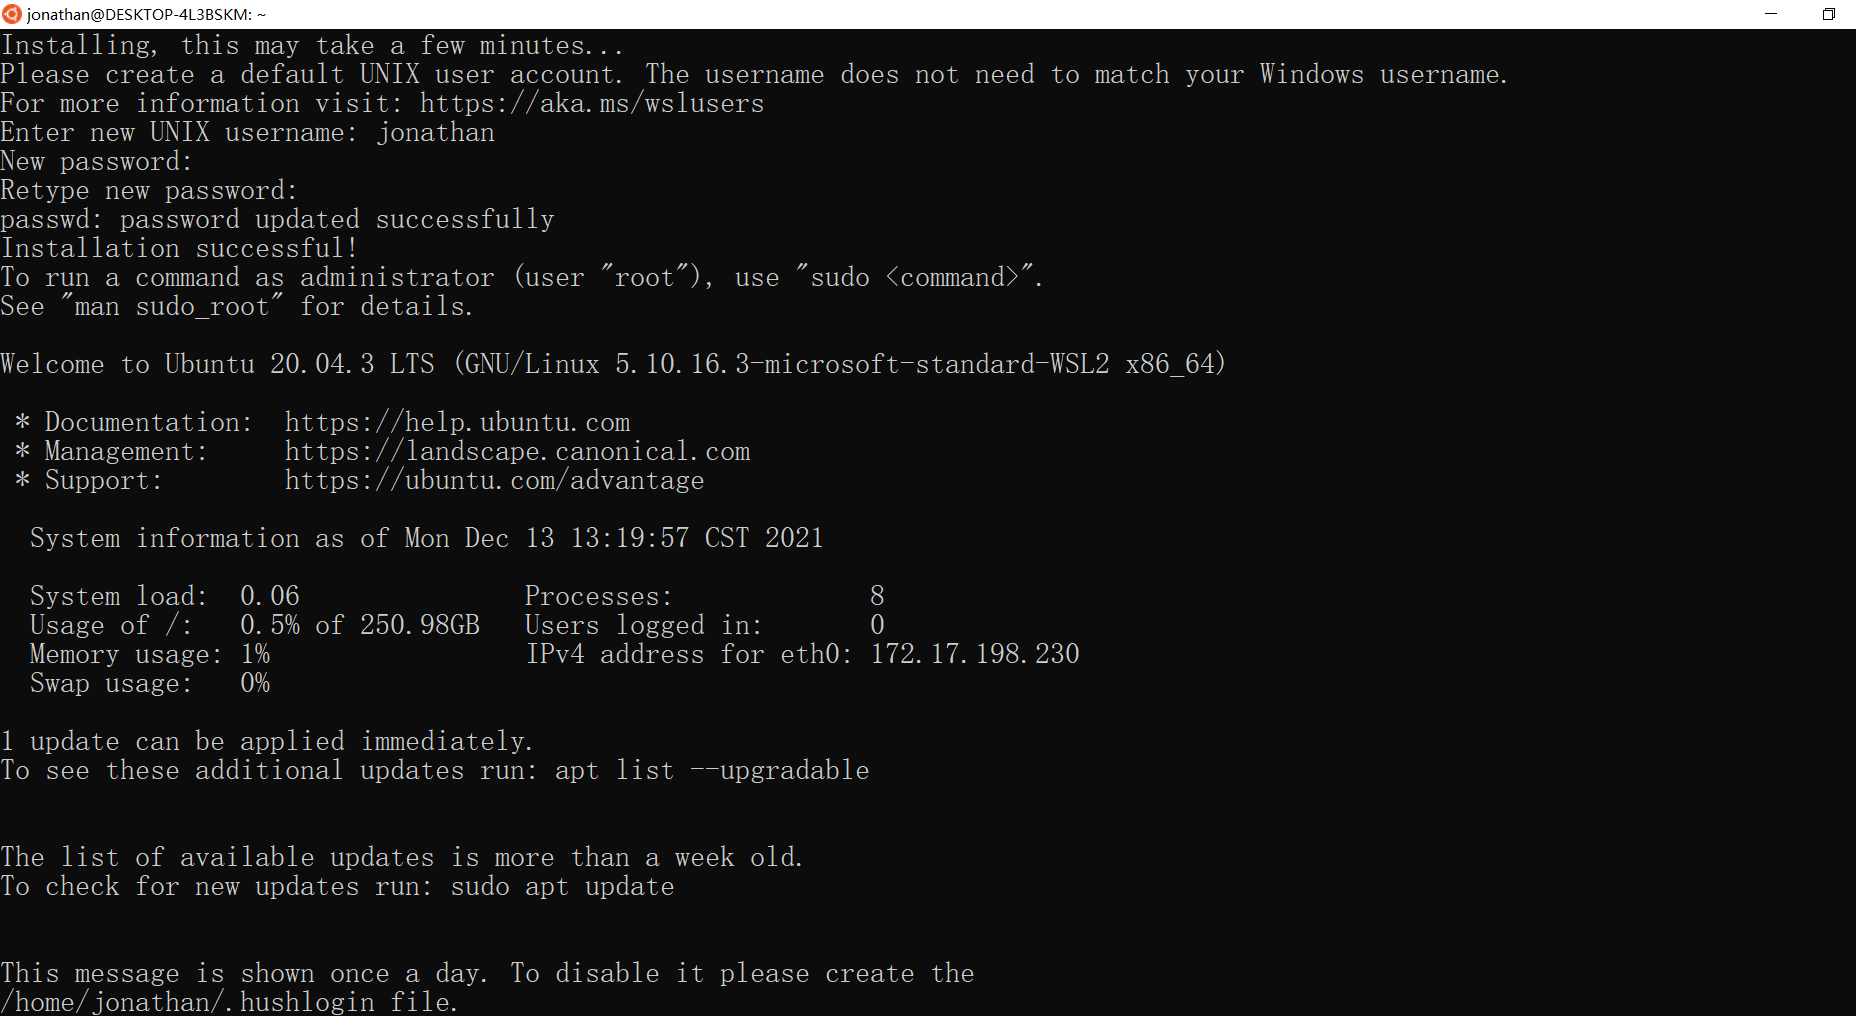 jonathan@DESKTOP-4L3BSKM: ~
Installing, this may take a few minutes...
Please create a default UNIX user account. The username does not need to match your Windows username.
For more information visit: https://aka.ms/wslusers
Enter new UNIX username: jonathan
New password:
Retype new password:
passwd: password updated successfully
Installation successful!
To run a command as administrator (user "root"), use "sudo <command>".
See "man sudo_root" for details.
Welcome to Ubuntu 20.04.3 LTS (GNU/Linux 5.10.16.3-microsoft-standard-WSL2 x86_64)
* Documentation:  https://help.ubuntu.com
* Management:     https://landscape.canonical.com
* Support:        https://ubuntu.com/advantage
System information as of Mon Dec 13 13:19:57 CST 2021
System load:  0.06               Processes:             8
Usage of /:   0.5% of 250.98GB   Users logged in:       0
Memory usage: 1%                 IPv4 address for eth0: 172.17.198.230
Swap usage:   0%
1 update can be applied immediately.
To see these additional updates run: apt list --upgradable
The list of available updates is more than a week old.
To check for new updates run: sudo apt update
This message is shown once a day. To disable it please create the
/home/jonathan/.hushlogin file.